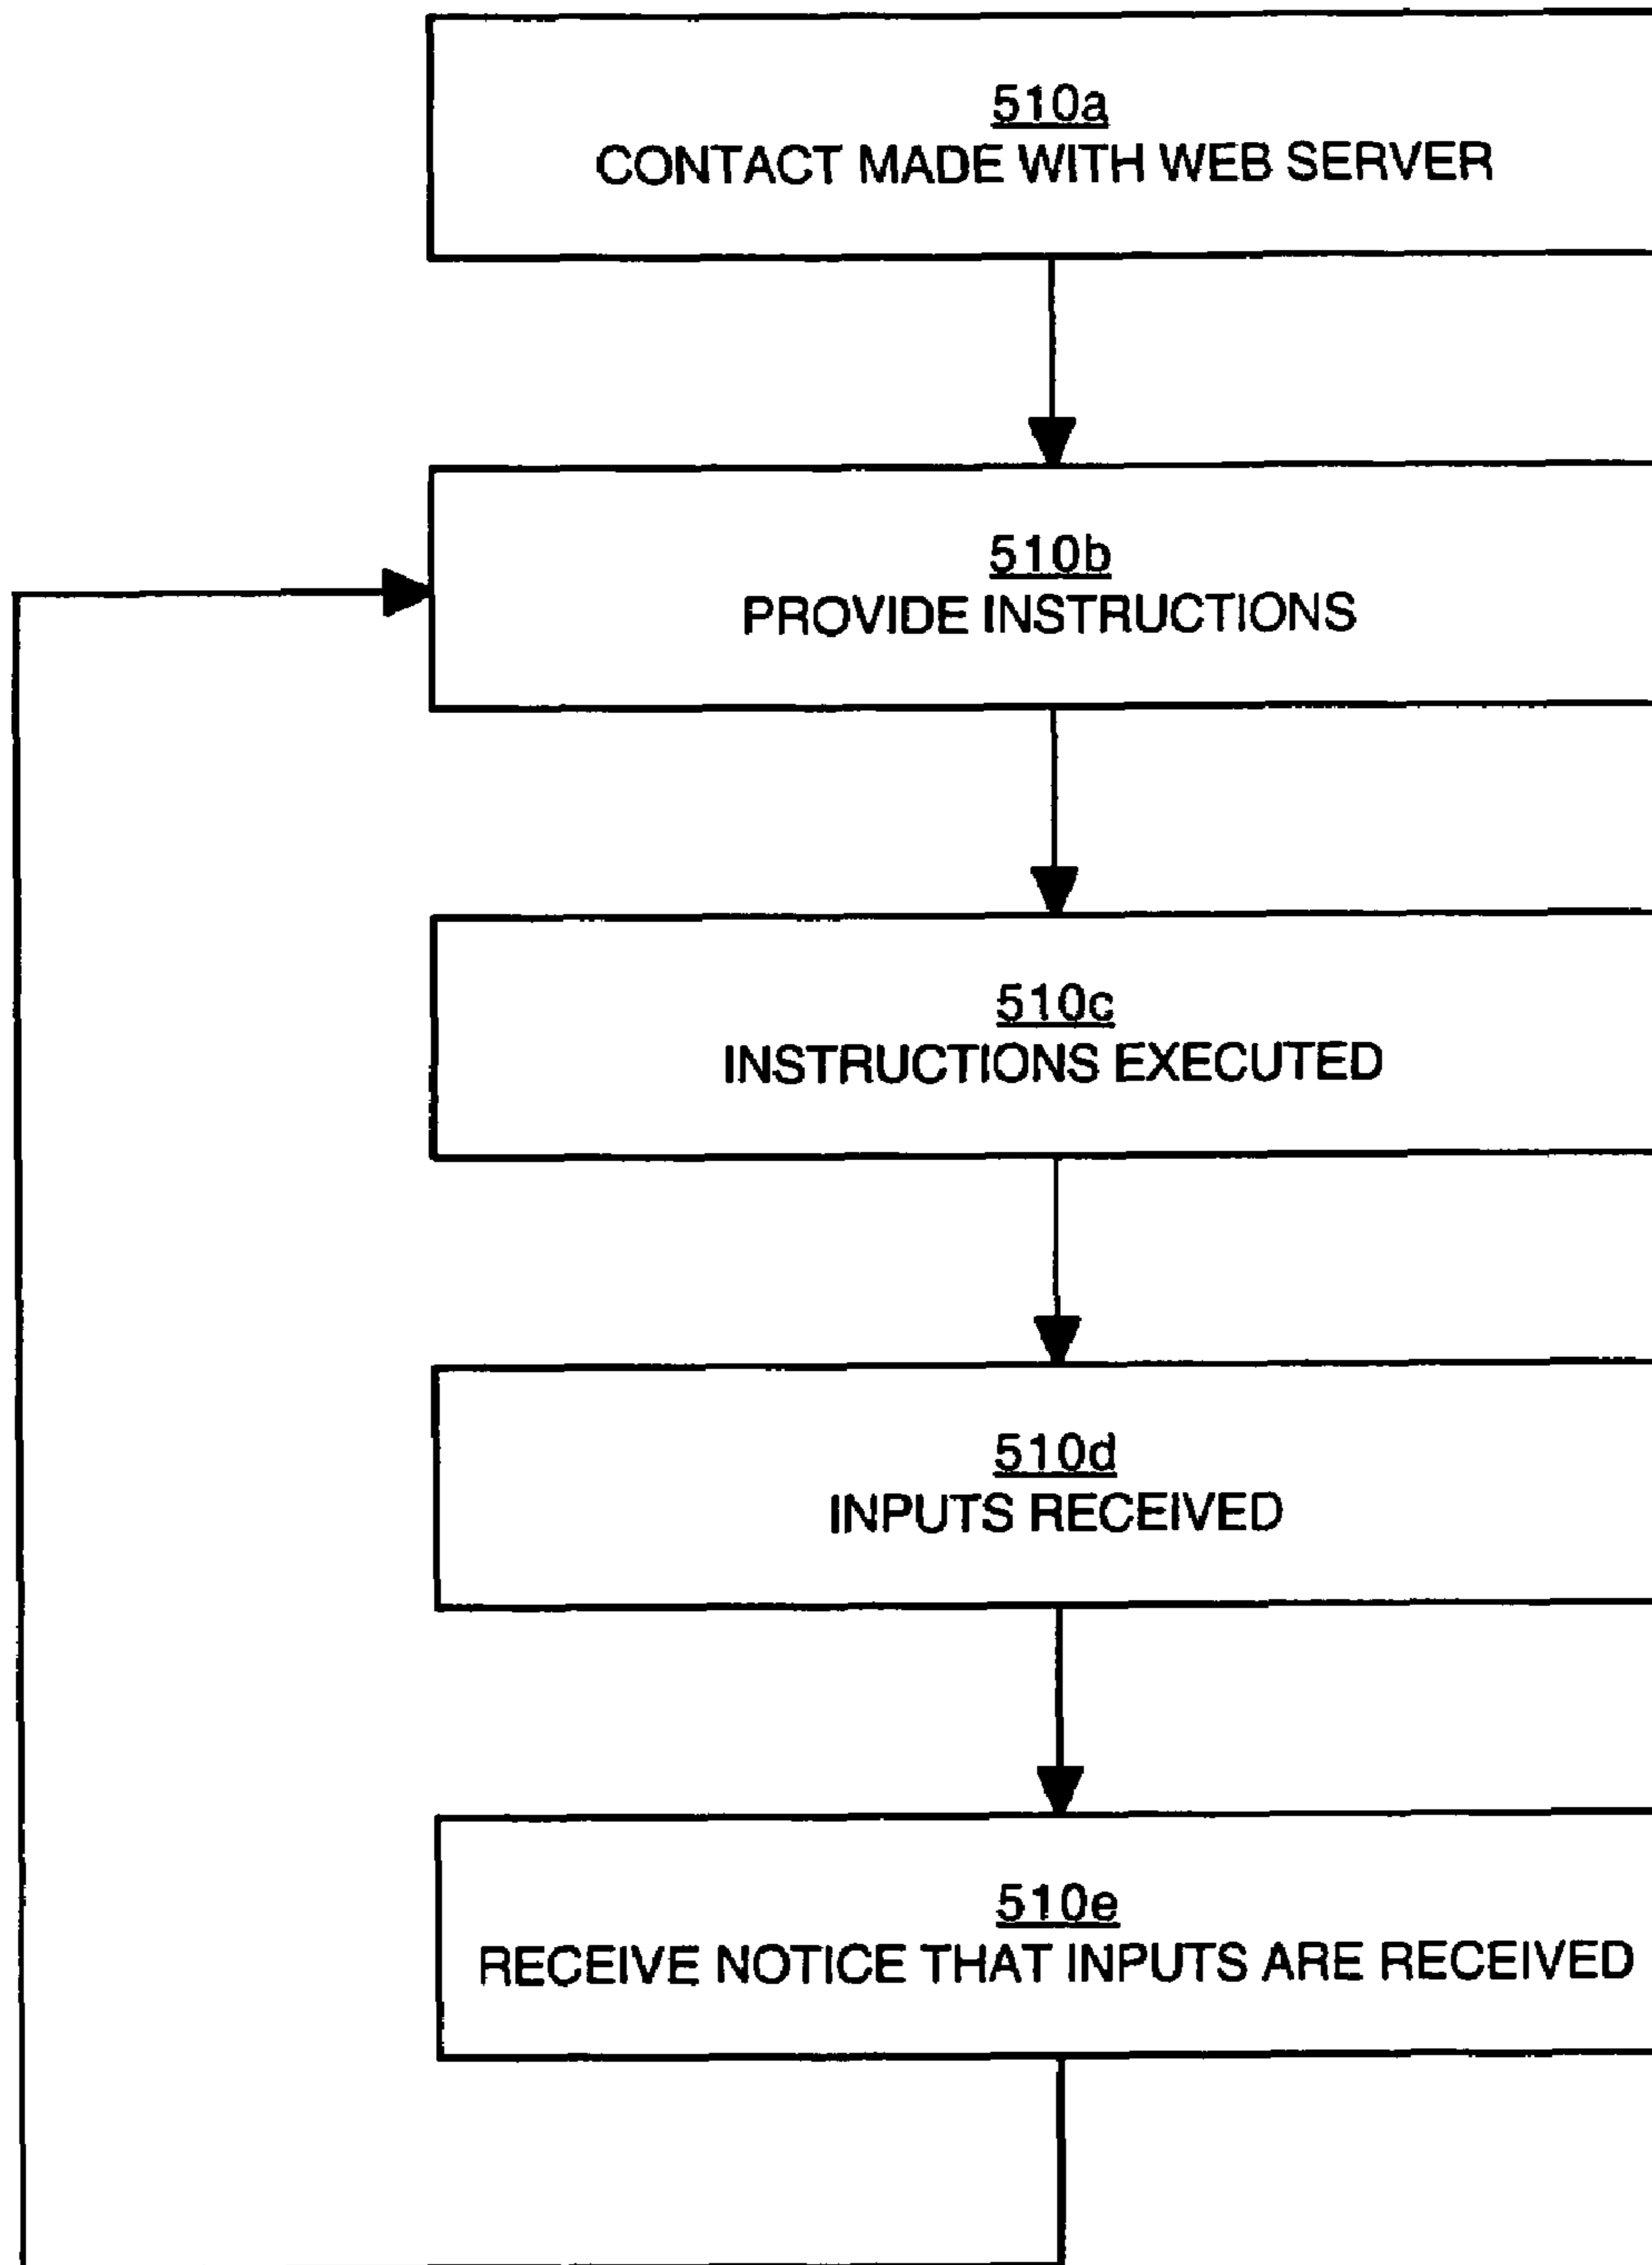 510a
CONTACT MADE WITH WEB SERVER
510b
PROVIDE INSTRUCTIONS
510c
INSTRUCTIONS EXECUTED
510d
INPUTS RECEIVED
510e
RECEIVE NOTICE THAT INPUTS ARE RECEIVED